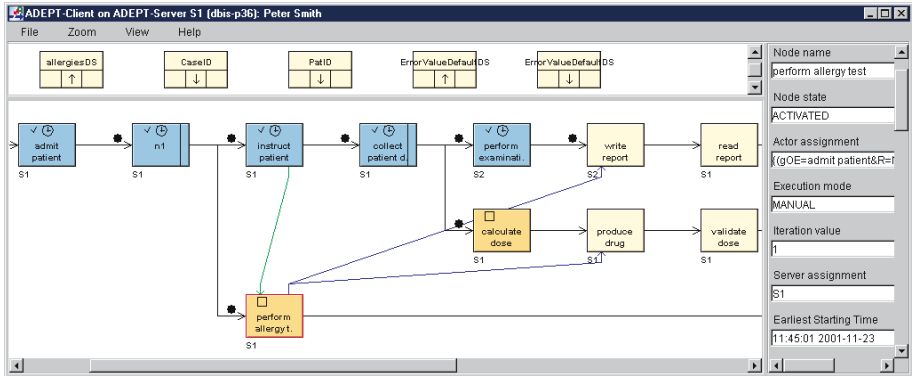 ADEPT-Client on ADEPT-Server S1 (dbis-p36): Peter Smith
File Zoom View Help
allergiesDS
CaseID
PatID
ErrorValueDefaultDS
ErrorValueDefaultDS
admit
patient
S1
n1
S1
instruct
patient
S1
collect
patient d.
S1
perform
examinati.
S2
write
report
S2
read
report
S1
calculate
dose
S1
produce
drug
S1
validate
dose
S1
perform
allergy t.
S1
Node name
perform allergy test
Node state
ACTIVATED
Actor assignment
((gOE=admit patient&R=
Execution mode
MANUAL
Iteration value
1
Server assignment
S1
Earliest Starting Time
11:45:01 2001-11-23